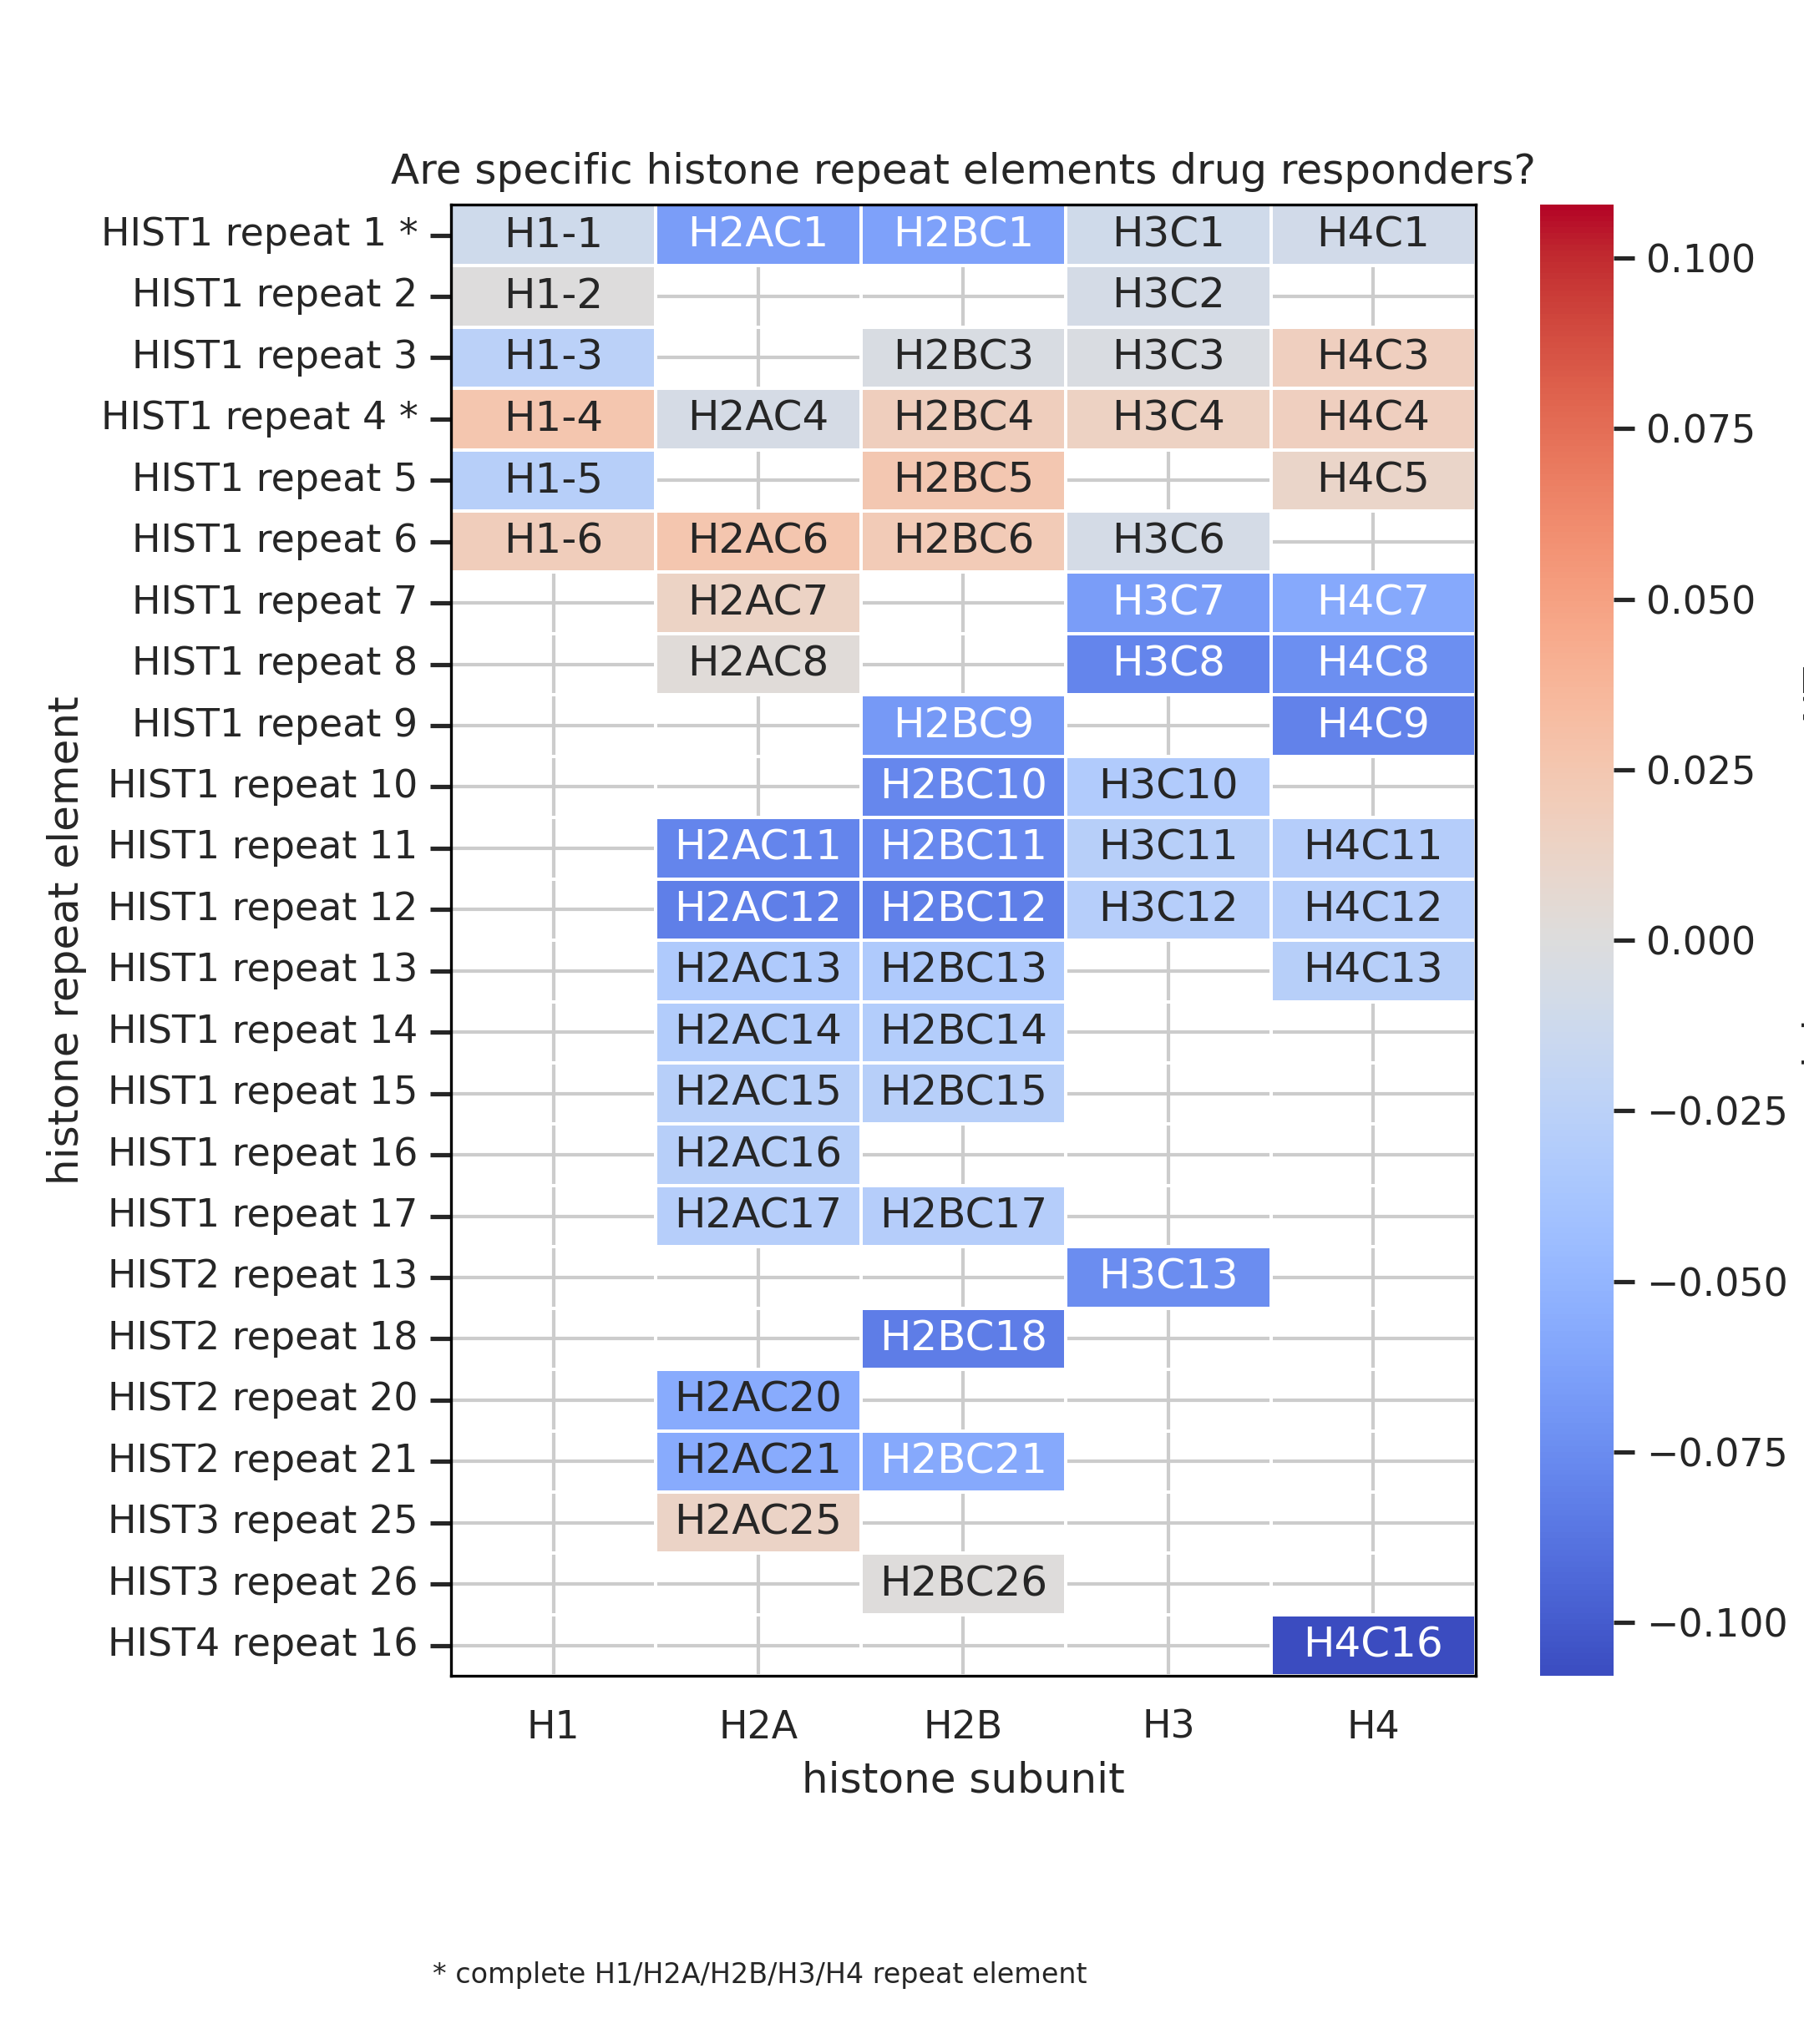 Are specific histone repeat elements drug responders?
HIST1 repeat 1 * H1-1 H2AC1 H2BC1 H3C1 H4C1
HIST1 repeat 2 H1-2 H3C2
HIST1 repeat 3 H1-3 H2BC3 H3C3 H4C3
HIST1 repeat 4 * H1-4 H2AC4 H2BC4 H3C4 H4C4
HIST1 repeat 5 H1-5 H2BC5 H4C5
HIST1 repeat 6 H1-6 H2AC6 H2BC6 H3C6
HIST1 repeat 7 H2AC7 H3C7 H4C7
HIST1 repeat 8 H2AC8 H3C8 H4C8
HIST1 repeat 9 H2BC9 H4C9
HIST1 repeat 10 H2BC10 H3C10
HIST1 repeat 11 H2AC11 H2BC11 H3C11 H4C11
HIST1 repeat 12 H2AC12 H2BC12 H3C12 H4C12
HIST1 repeat 13 H2AC13 H2BC13 H4C13
HIST1 repeat 14 H2AC14 H2BC14
HIST1 repeat 15 H2AC15 H2BC15
HIST1 repeat 16 H2AC16
HIST1 repeat 17 H2AC17 H2BC17
HIST2 repeat 13 H3C13
HIST2 repeat 18 H2BC18
HIST2 repeat 20 H2AC20
HIST2 repeat 21 H2AC21 H2BC21
HIST3 repeat 25 H2AC25
HIST3 repeat 26 H2BC26
HIST4 repeat 16 H4C16
histone repeat element
H1 H2A H2B H3 H4
histone subunit
0.100
0.075
0.050
0.025
0.000
−0.025
−0.050
−0.075
−0.100
* complete H1/H2A/H2B/H3/H4 repeat element